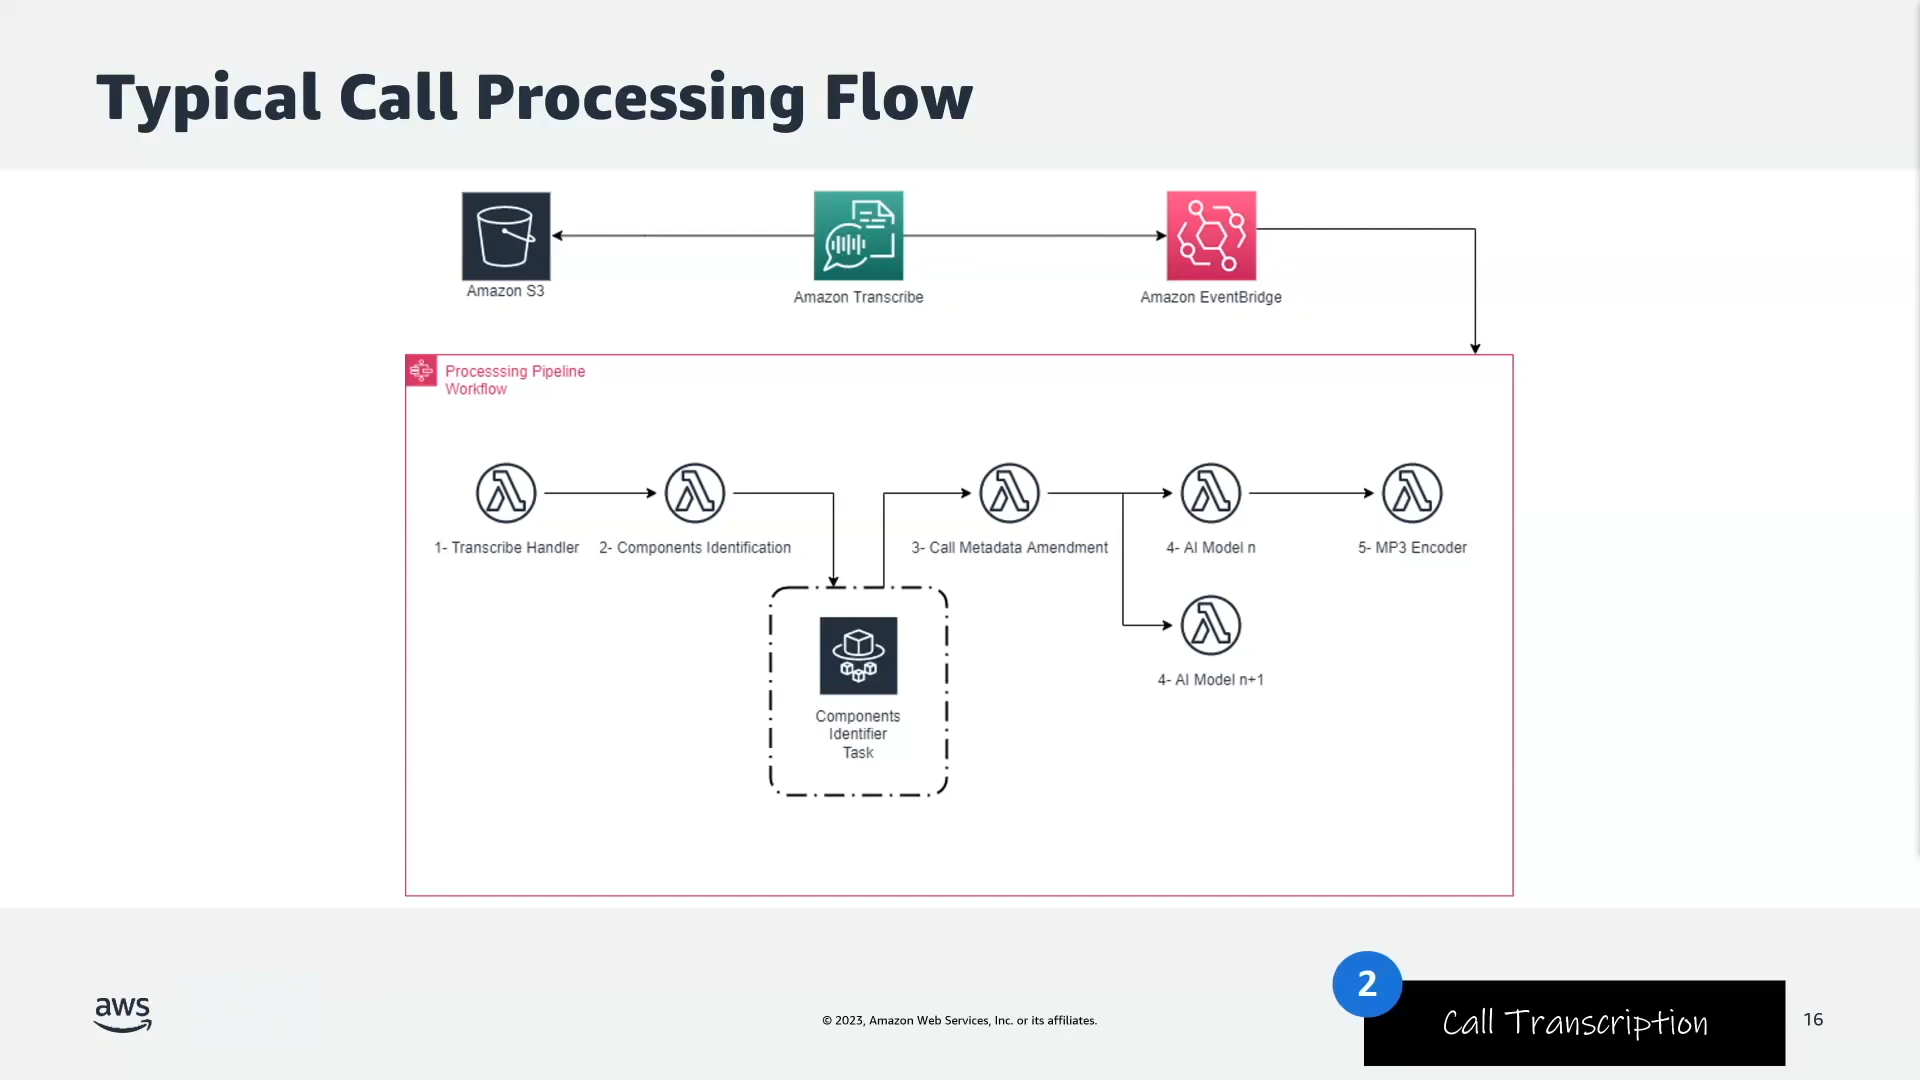 Typical Call Processing Flow
Amazon S3
Amazon Transcribe
Amazon EventBridge
Processsing Pipeline
Workflow
1- Transcribe Handler
2- Components Identification
3- Call Metadata Amendment
4- AI Model n
5- MP3 Encoder
4- AI Model n+1
Components
Identifier
Task
aws
© 2023, Amazon Web Services, Inc. or its affiliates.
2
Call Transcription
16